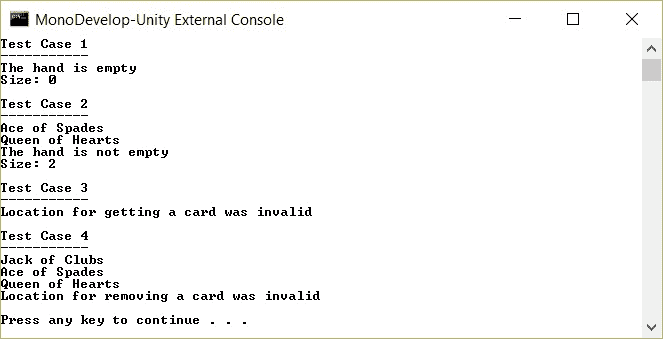 MonoDevelop-Unity External Console
Test Case 1
-----------
The hand is empty
Size: 0
Test Case 2
-----------
Ace of Spades
Queen of Hearts
The hand is not empty
Size: 2
Test Case 3
-----------
Location for getting a card was invalid
Test Case 4
-----------
Jack of Clubs
Ace of Spades
Queen of Hearts
Location for removing a card was invalid
Press any key to continue . . .